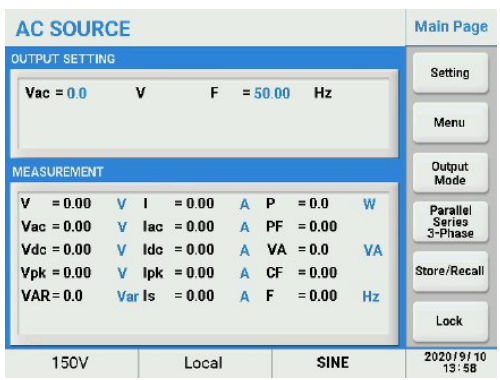 AC SOURCE
Main Page
OUTPUT SETTING
Vac = 0.0 V F = 50.00 Hz
Setting
Menu
MEASUREMENT
Output
Mode
V = 0.00 V I = 0.00 A P = 0.0 W
Vac = 0.00 V Iac = 0.00 A PF = 0.00
Vdc = 0.00 V Idc = 0.00 A VA = 0.0 VA
Vpk = 0.00 V Ipk = 0.00 A CF = 0.00
VAR= 0.0 Var Is = 0.00 A F = 0.00 Hz
Parallel
Series
3-Phase
Store/Recall
Lock
150V Local SINE
2020/9/10
13:58